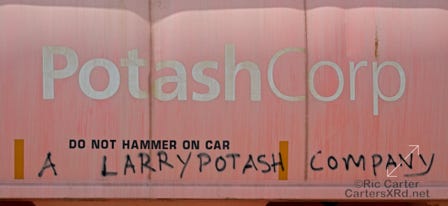 PotashCorp
DO NOT HAMMER ON CAR
A LARRYPOTASH COMPANY
©Ric Carter
CartersXRd.net